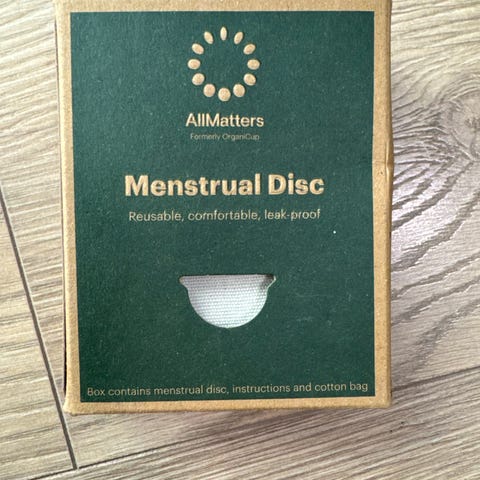 AllMatters
Formerly OrganiCup
Menstrual Disc
Reusable, comfortable, leak-proof
Box contains menstrual disc, instructions and cotton bag